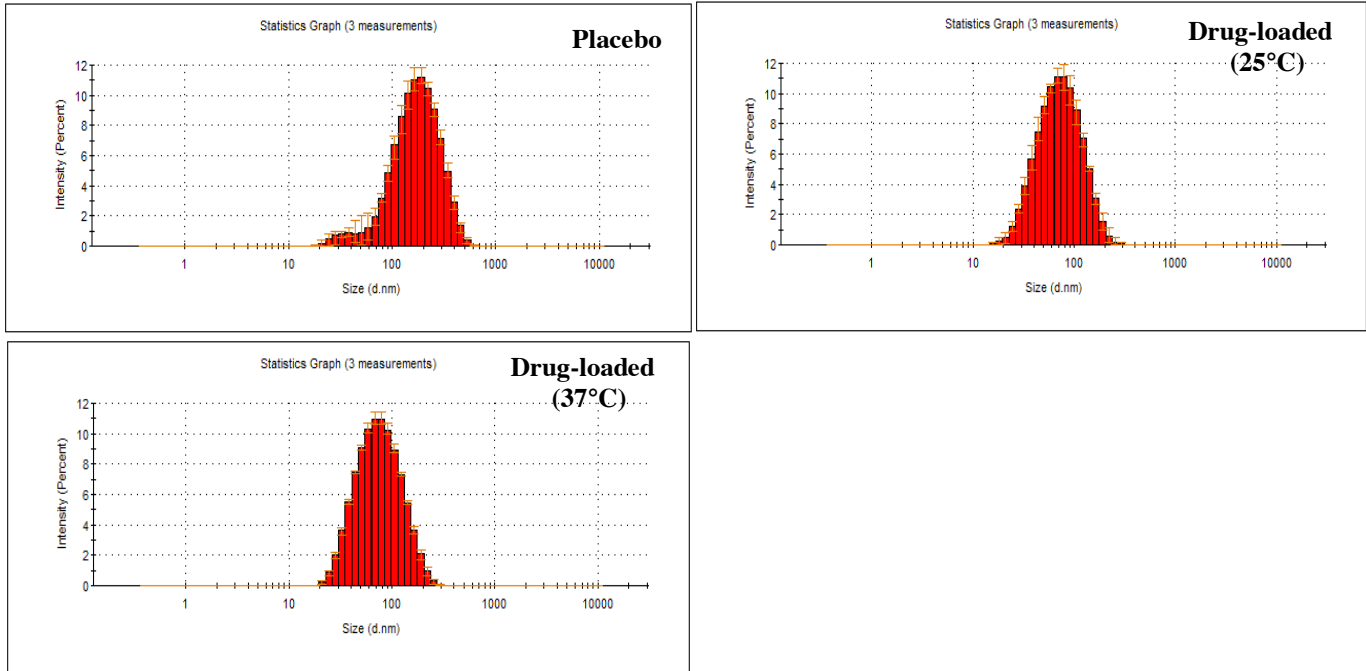 Statistics Graph (3 measurements)
Placebo
12
10
8
6
4
2
0
Intensity (Percent)
1 10 100 1000 10000
Size (d.nm)
Statistics Graph (3 measurements)
Drug-loaded
(25°C)
12
10
8
6
4
2
0
Intensity (Percent)
1 10 100 1000 10000
Size (d.nm)
Statistics Graph (3 measurements)
Drug-loaded
(37°C)
12
10
8
6
4
2
0
Intensity (Percent)
1 10 100 1000 10000
Size (d.nm)